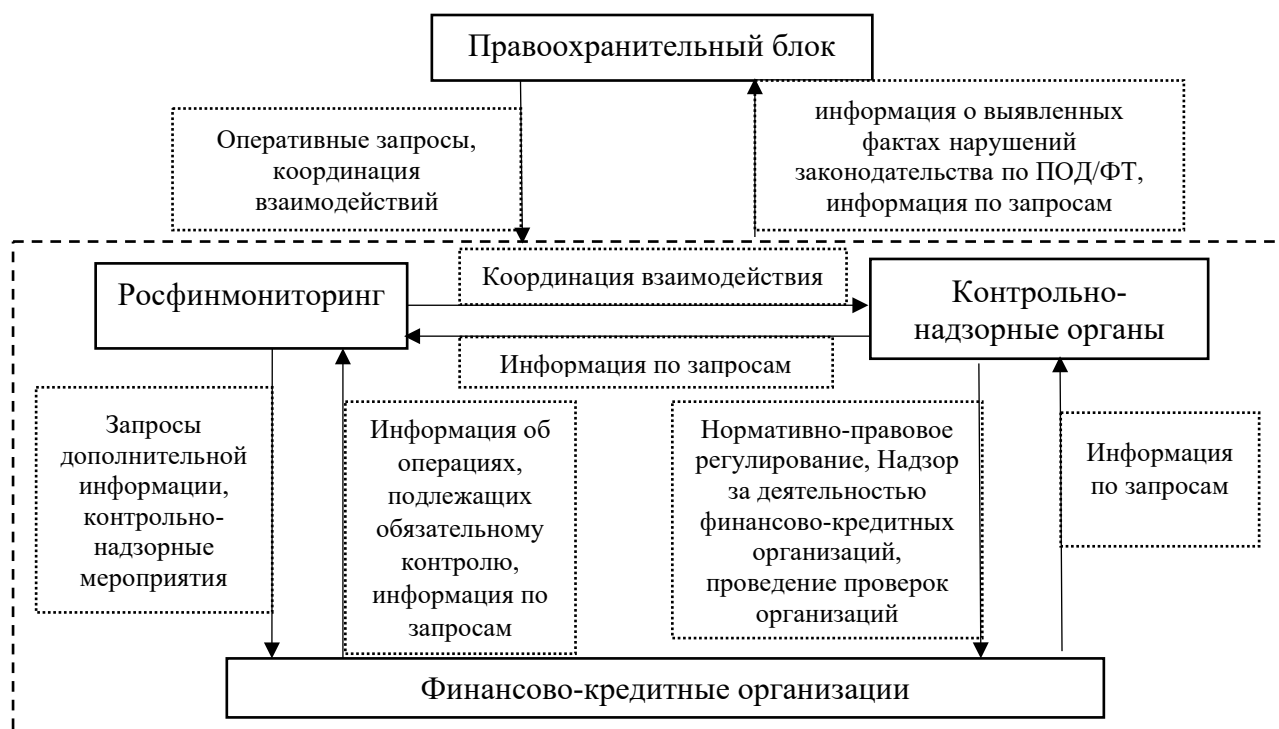 Правоохранительный блок
Оперативные запросы,
координация
взаимодействий
информация о выявленных
фактах нарушений
законодательства по ПОД/ФТ,
информация по запросам
Росфинмониторинг
Координация взаимодействия
Контрольно-
надзорные органы
Информация по запросам
Запросы
дополнительной
информации,
контрольно-
надзорные
мероприятия
Информация об
операциях,
подлежащих
обязательному
контролю,
информация по
запросам
Нормативно-правовое
регулирование, Надзор
за деятельностью
финансово-кредитных
организаций,
проведение проверок
организаций
Информация
по запросам
Финансово-кредитные организации